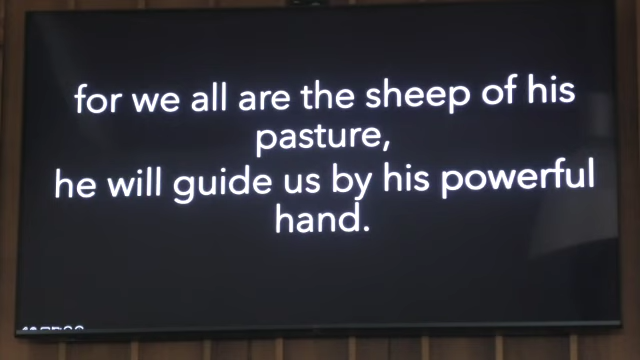 for we all are the sheep of his
pasture,
he will guide us by his powerful
hand.